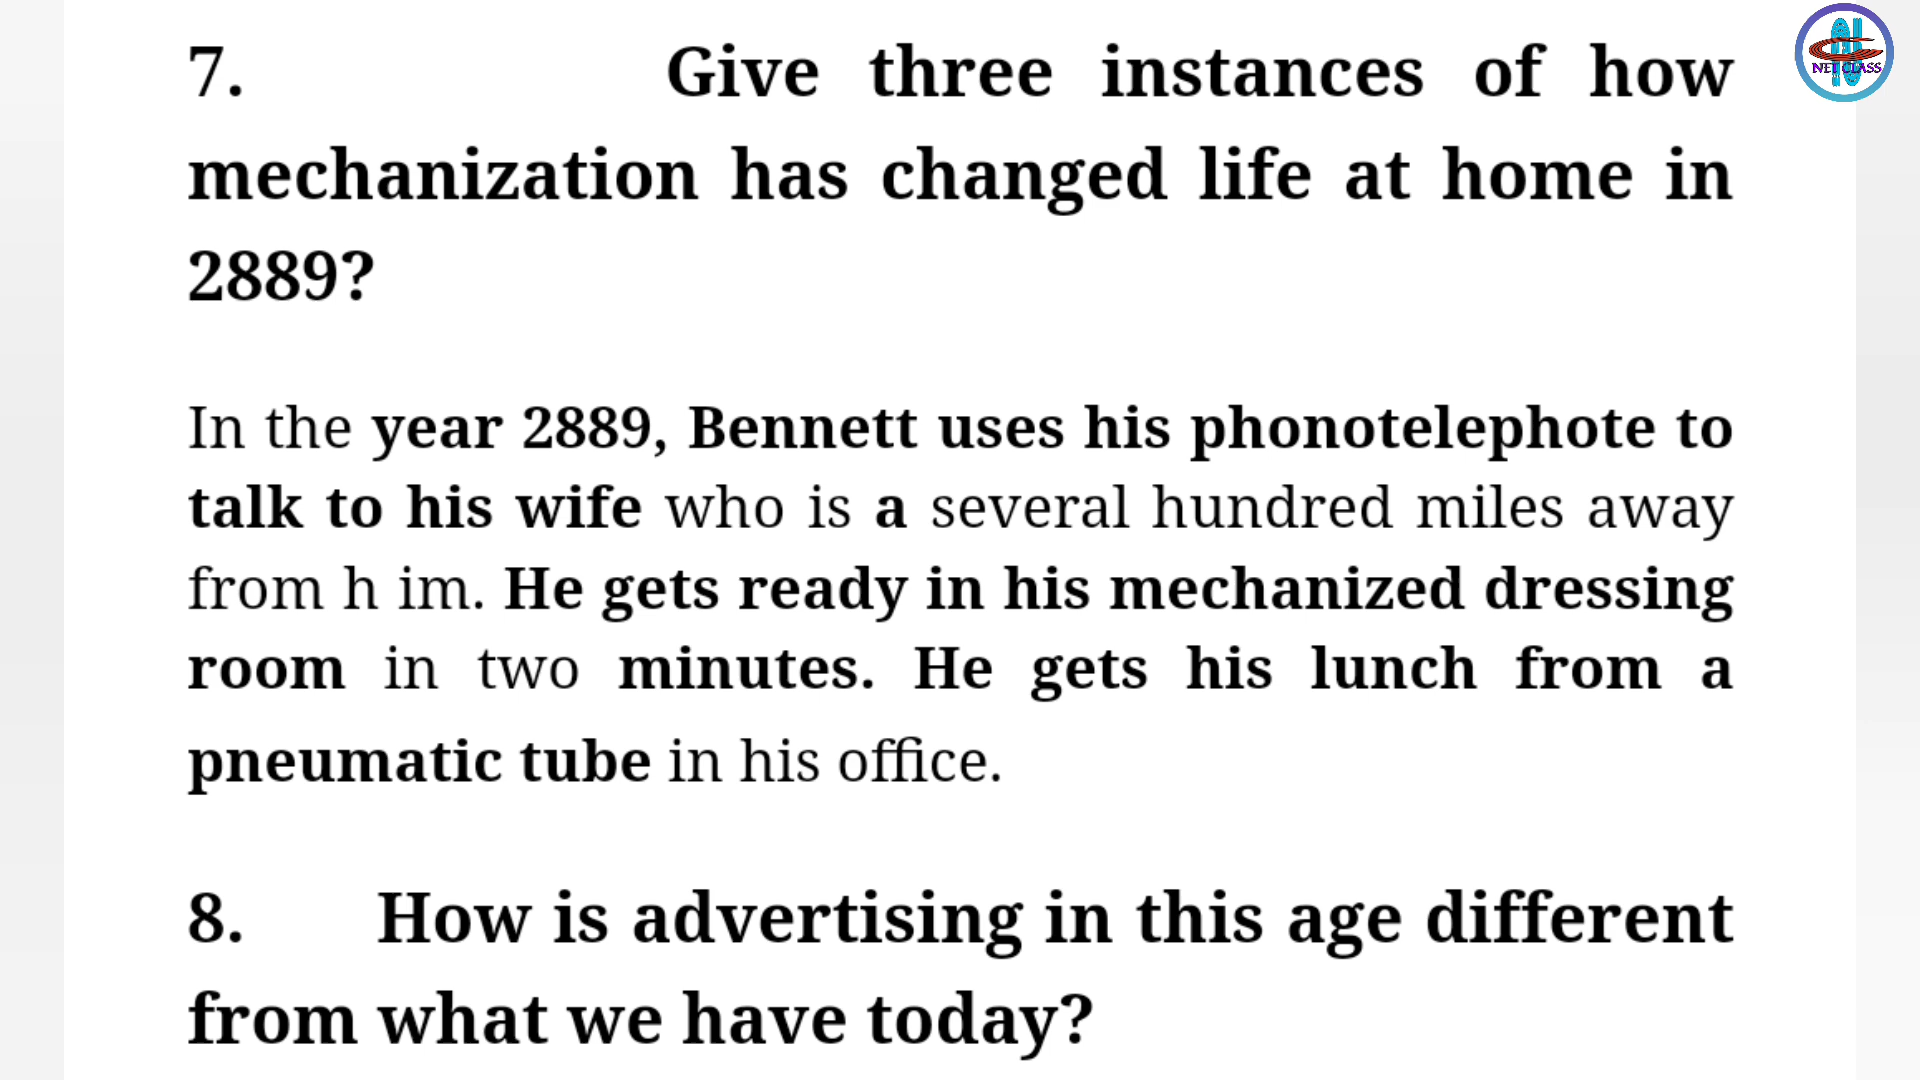 7. Give three instances of how
mechanization has changed life at home in
2889?
In the year 2889, Bennett uses his phonotelephote to
talk to his wife who is a several hundred miles away
from h im. He gets ready in his mechanized dressing
room in two minutes. He gets his lunch from a
pneumatic tube in his office.
8. How is advertising in this age different
from what we have today?
NET CLASS